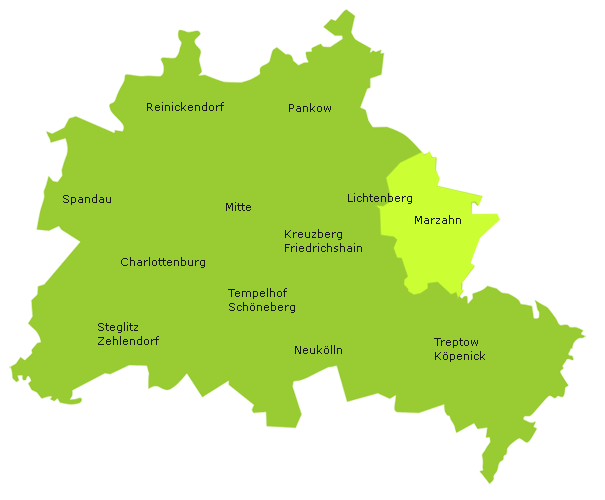 Reinickendorf
Pankow
Spandau
Mitte
Lichtenberg
Marzahn
Kreuzberg
Friedrichshain
Charlottenburg
Tempelhof
Schöneberg
Steglitz
Zehlendorf
Neukölln
Treptow
Köpenick